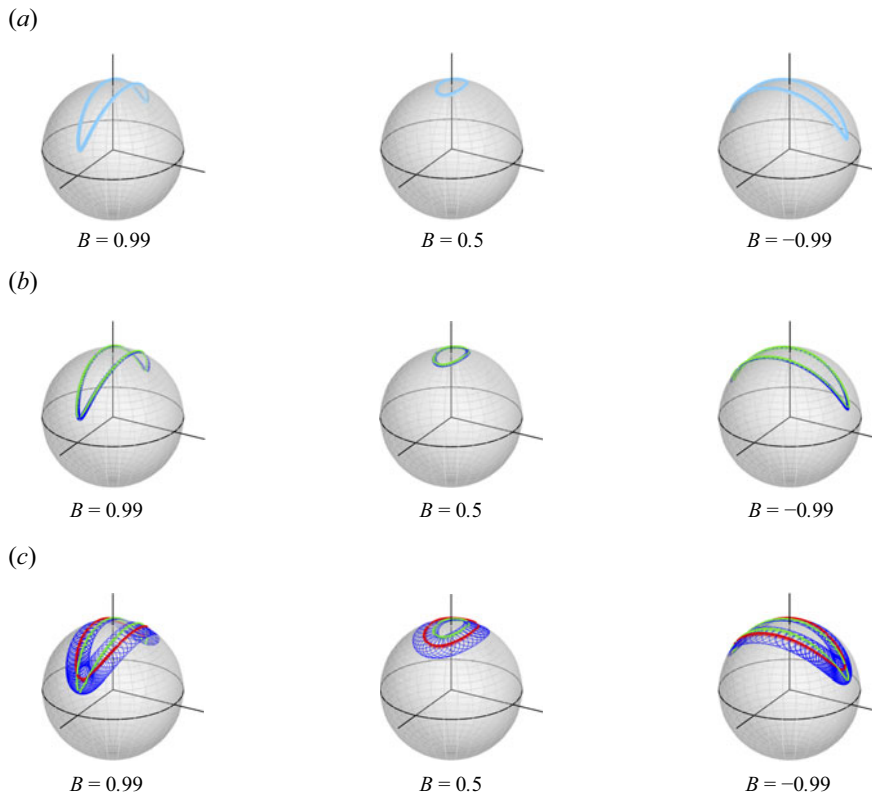 (a)
B = 0.99 B = 0.5 B = −0.99
(b)
B = 0.99 B = 0.5 B = −0.99
(c)
B = 0.99 B = 0.5 B = −0.99